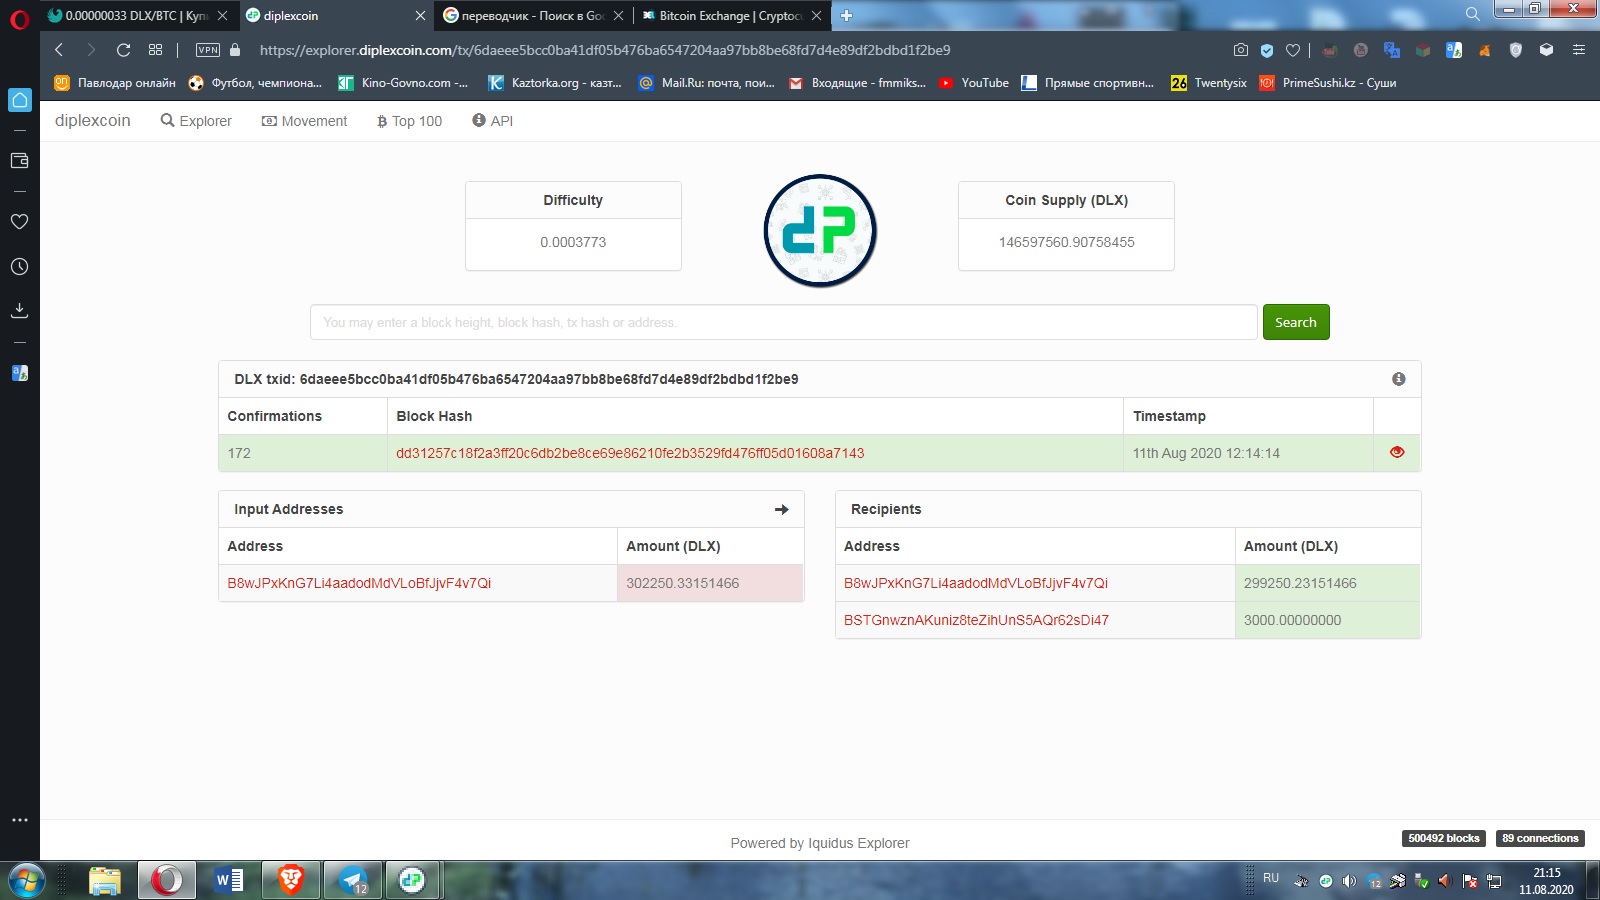 0.00000033 DLX/BTC | Купи
diplexcoin
переводчик - Поиск в Goo
Bitcoin Exchange | Cryptocu
VPN
https://explorer.diplexcoin.com/tx/6daeee5bcc0ba41df05b476ba6547204aa97bb8be68fd7d4e89df2bdbd1f2be9
Павлодар онлайн
Футбол, чемпиона...
Kino-Govno.com -...
Kaztorka.org - казт...
Mail.Ru: почта, пои...
Входящие - fmmiks...
YouTube
Прямые спортивн...
26 Twentysix
PrimeSushi.kz - Суши
diplexcoin
Explorer
Movement
Top 100
API
Difficulty
0.0003773
dP
Coin Supply (DLX)
146597560.90758455
You may enter a block height, block hash, tx hash or address.
Search
DLX txid: 6daeee5bcc0ba41df05b476ba6547204aa97bb8be68fd7d4e89df2bdbd1f2be9
Confirmations Block Hash Timestamp
172 dd31257c18f2a3ff20c6db2be8ce69e86210fe2b3529fd476ff05d01608a7143 11th Aug 2020 12:14:14
Input Addresses
Address Amount (DLX)
B8wJPxKnG7Li4aadodMdVLoBfJjvF4v7Qi 302250.33151466
Recipients
Address Amount (DLX)
B8wJPxKnG7Li4aadodMdVLoBfJjvF4v7Qi 299250.23151466
BSTGnwznAKuniz8teZihUnS5AQr62sDi47 3000.00000000
Powered by Iquidus Explorer
500492 blocks
89 connections
12
RU
12
21:15
11.08.2020